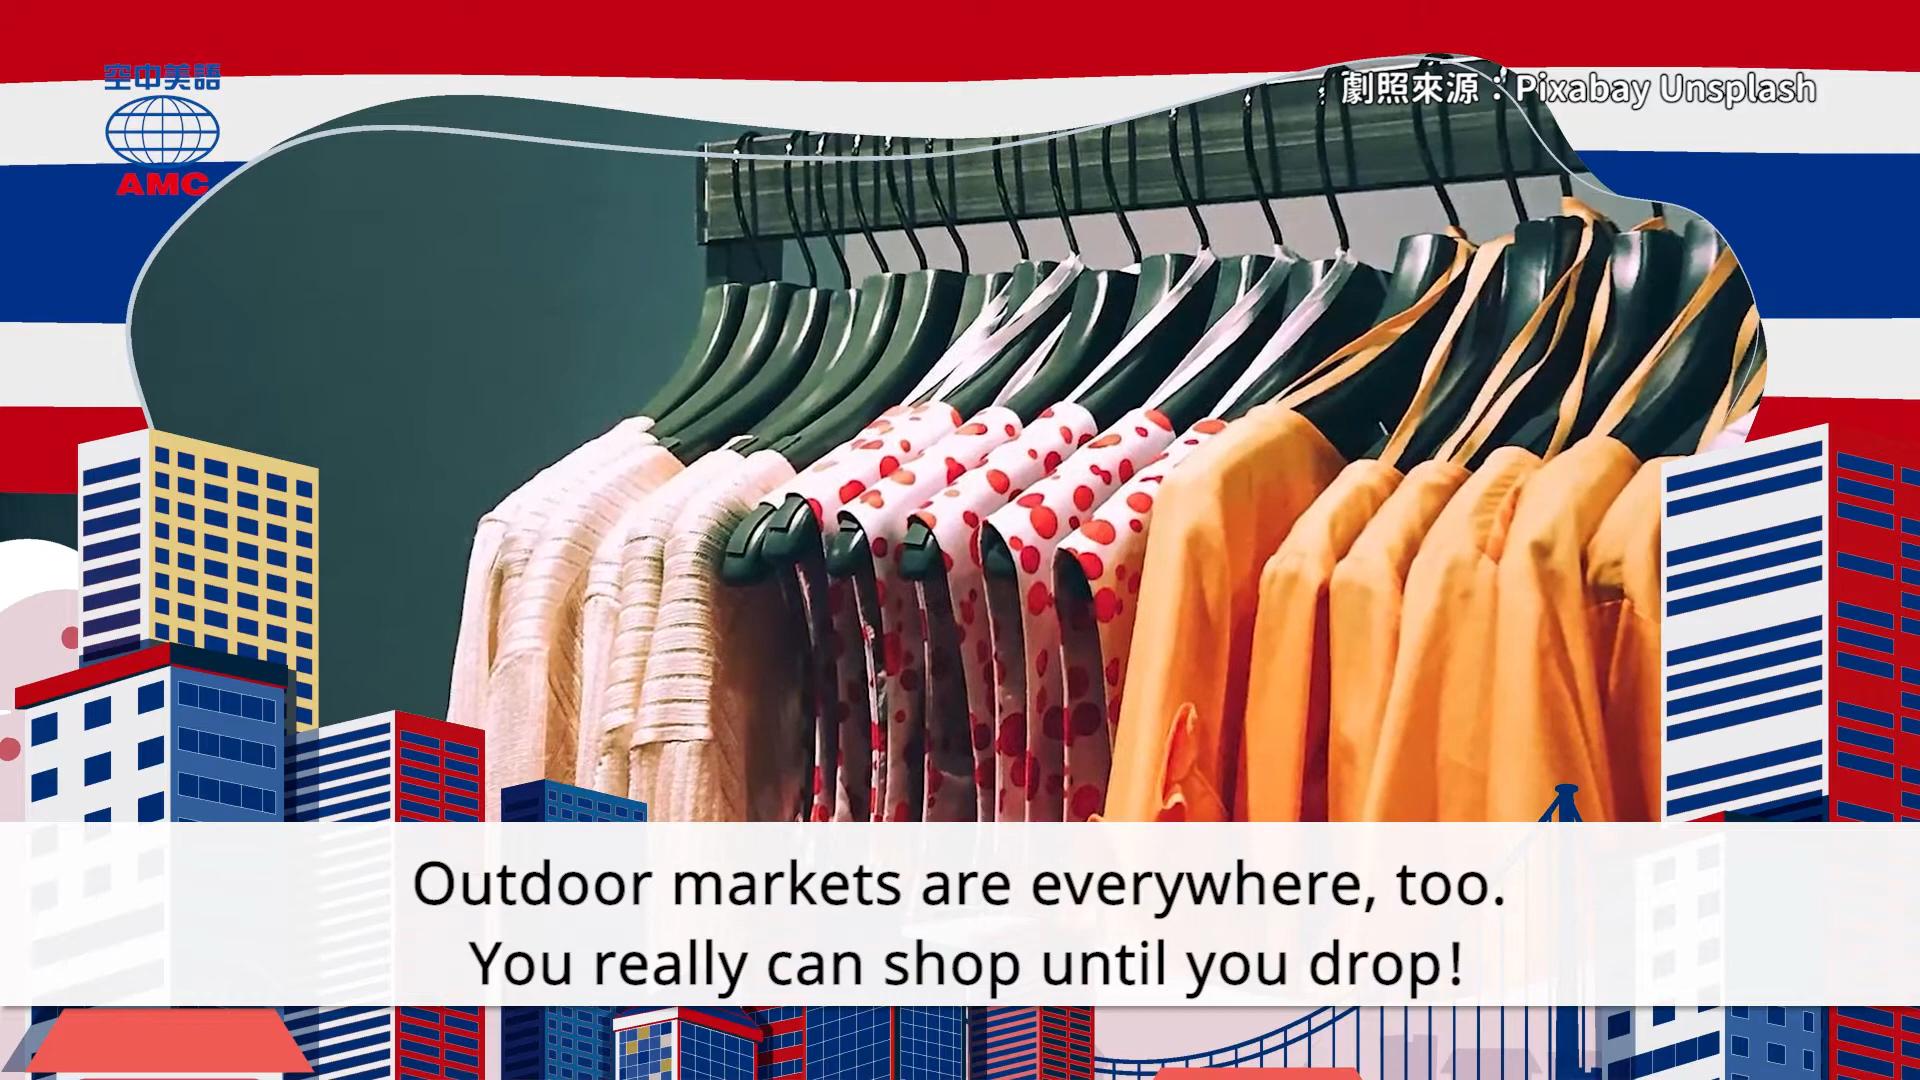 空中美語
AMC
劇照來源：Pixabay Unsplash
Outdoor markets are everywhere, too.
You really can shop until you drop!